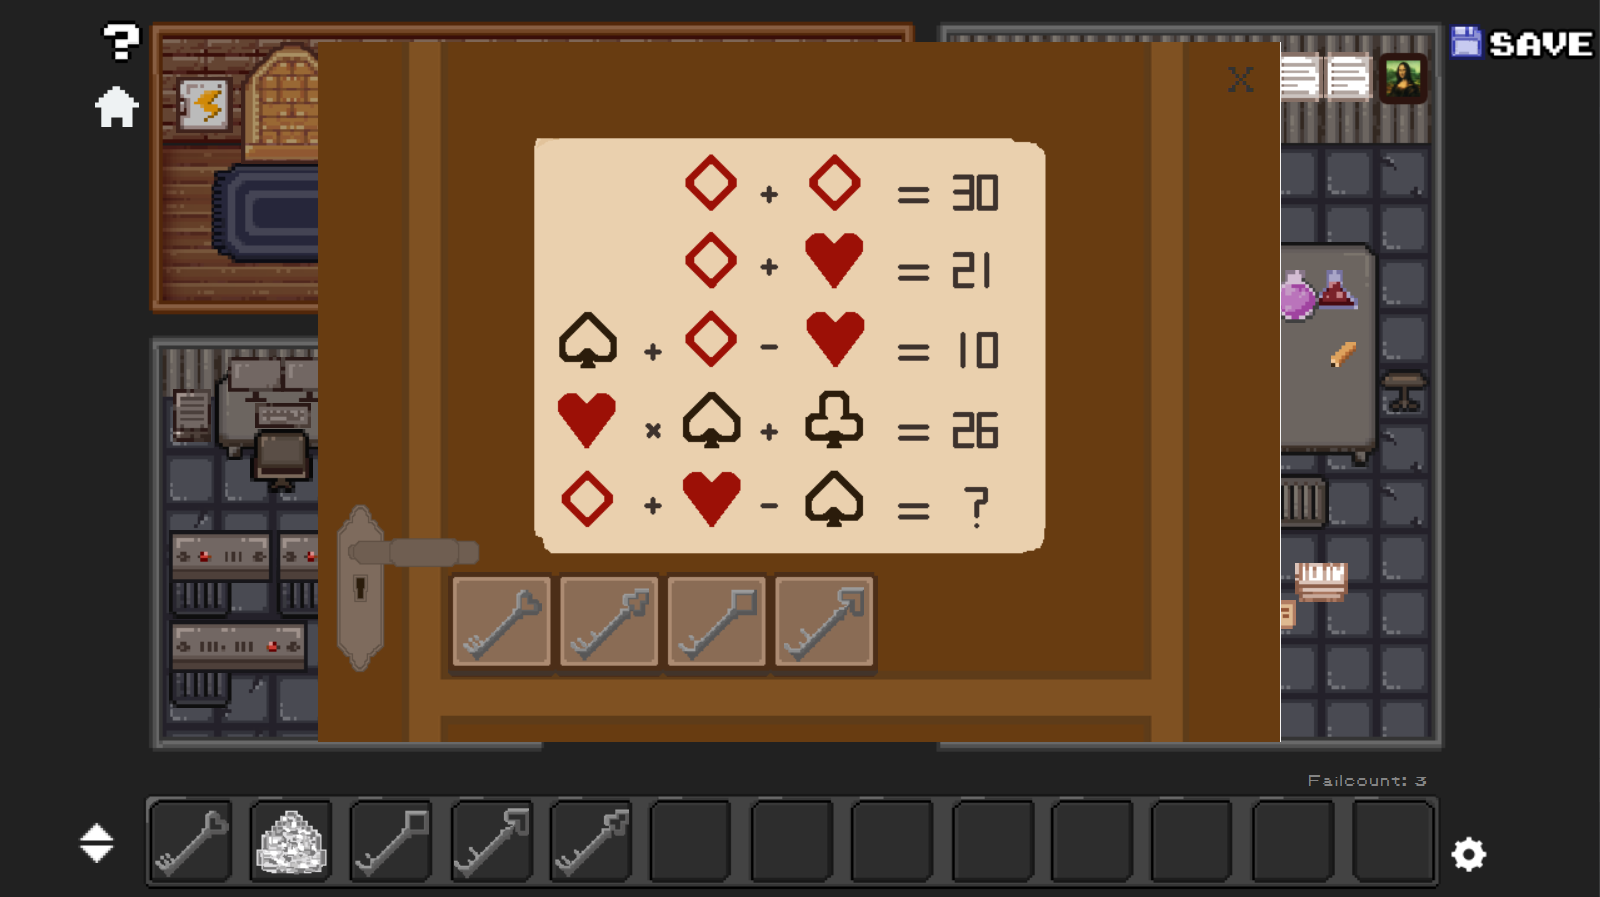 ?
SAVE
X
+ = 30
+ = 21
+ - = 10
× + = 26
+ - = ?
Failcount: 3